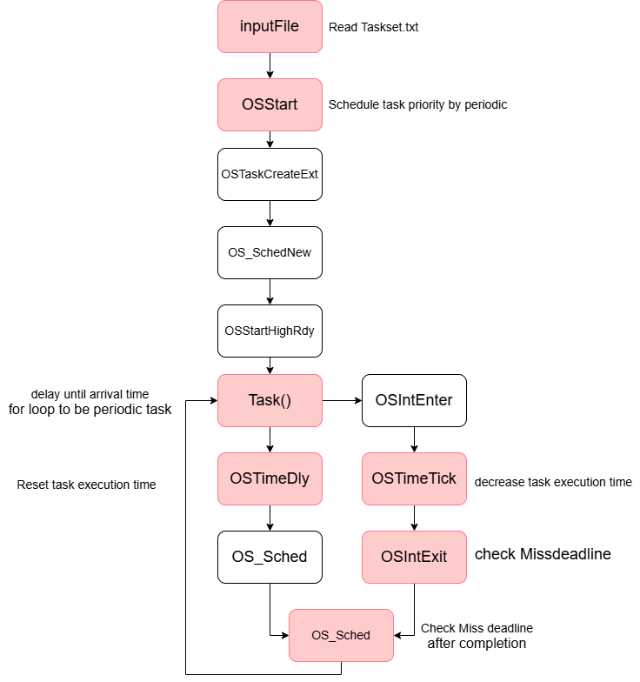 inputFile
Read Taskset.txt
OSStart
Schedule task priority by periodic
OSTaskCreateExt
OS_SchedNew
OSStartHighRdy
delay until arrival time
for loop to be periodic task
Task()
OSIntEnter
Reset task execution time
OSTimeDly
OSTimeTick
decrease task execution time
OS_Sched
OSIntExit
check Missdeadline
OS_Sched
Check Miss deadline
after completion